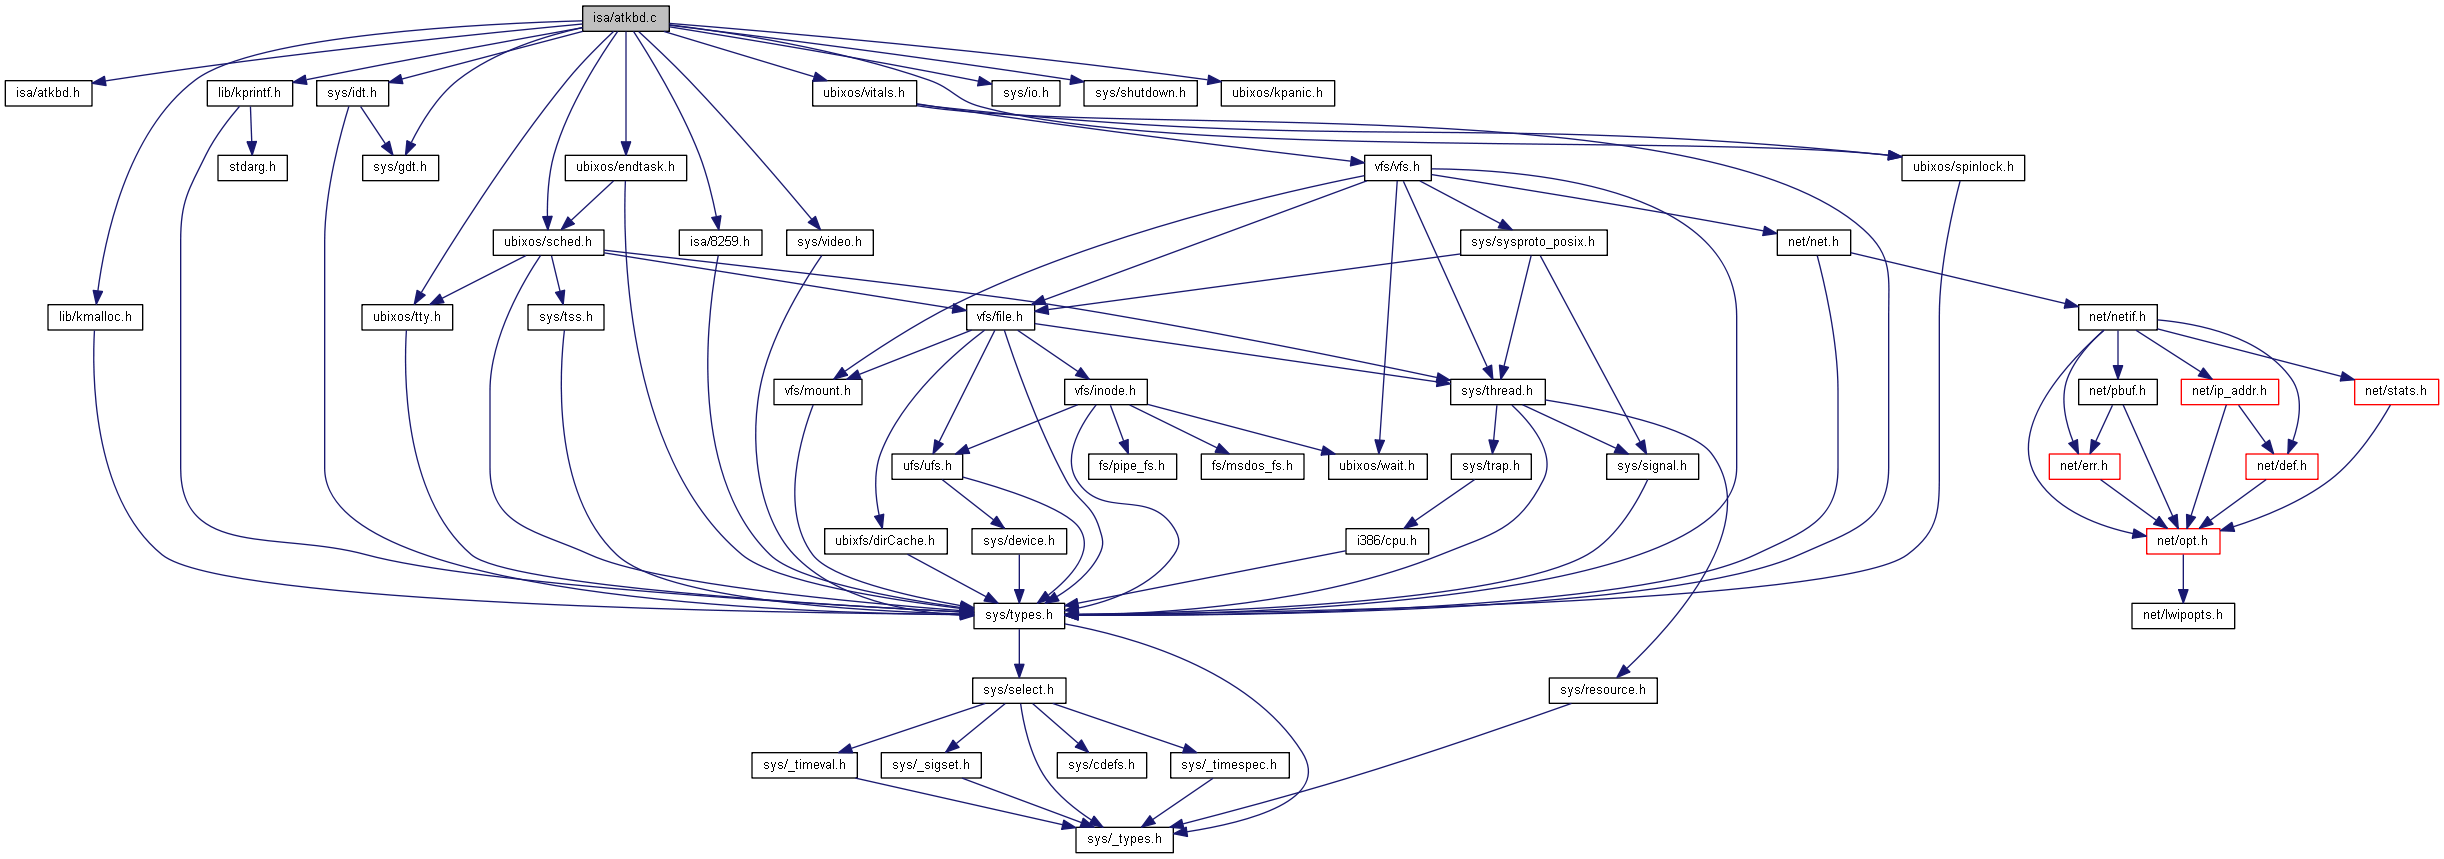 isa/atkbd.c
isa/atkbd.h
lib/kprintf.h
sys/idt.h
ubixos/vitals.h
sys/io.h
sys/shutdown.h
ubixos/kpanic.h
stdarg.h
sys/gdt.h
ubixos/endtask.h
vfs/vfs.h
ubixos/spinlock.h
ubixos/sched.h
isa/8259.h
sys/video.h
sys/sysproto_posix.h
net/net.h
lib/kmalloc.h
ubixos/tty.h
sys/tss.h
vfs/file.h
net/netif.h
vfs/mount.h
vfs/inode.h
sys/thread.h
net/pbuf.h
net/ip_addr.h
net/stats.h
ufs/ufs.h
fs/pipe_fs.h
fs/msdos_fs.h
ubixos/wait.h
sys/trap.h
sys/signal.h
net/err.h
net/def.h
ubixfs/dirCache.h
sys/device.h
i386/cpu.h
net/opt.h
sys/types.h
net/lwipopts.h
sys/select.h
sys/resource.h
sys/_timeval.h
sys/_sigset.h
sys/cdefs.h
sys/_timespec.h
sys/_types.h